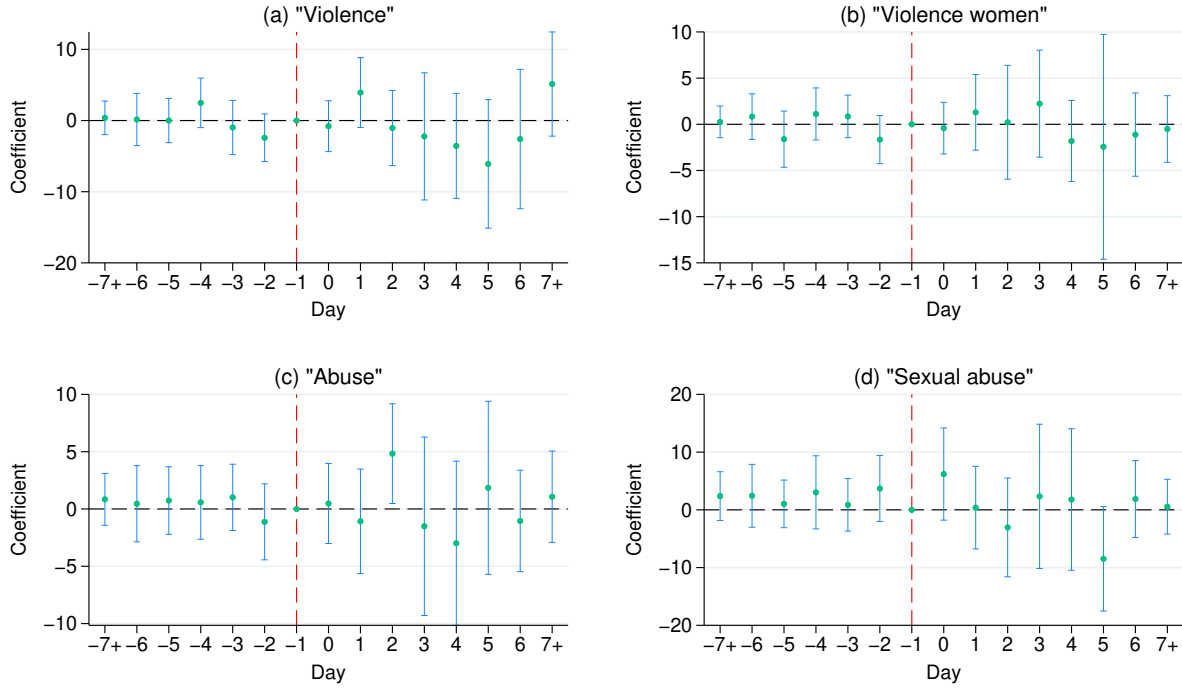 (a) "Violence"
10
0
−10
−20
Coefficient
−7+ −6 −5 −4 −3 −2 −1 0 1 2 3 4 5 6 7+
Day
(b) "Violence women"
10
5
0
−5
−10
−15
Coefficient
−7+ −6 −5 −4 −3 −2 −1 0 1 2 3 4 5 6 7+
Day
(c) "Abuse"
10
5
0
−5
−10
Coefficient
−7+ −6 −5 −4 −3 −2 −1 0 1 2 3 4 5 6 7+
Day
(d) "Sexual abuse"
20
10
0
−10
−20
Coefficient
−7+ −6 −5 −4 −3 −2 −1 0 1 2 3 4 5 6 7+
Day